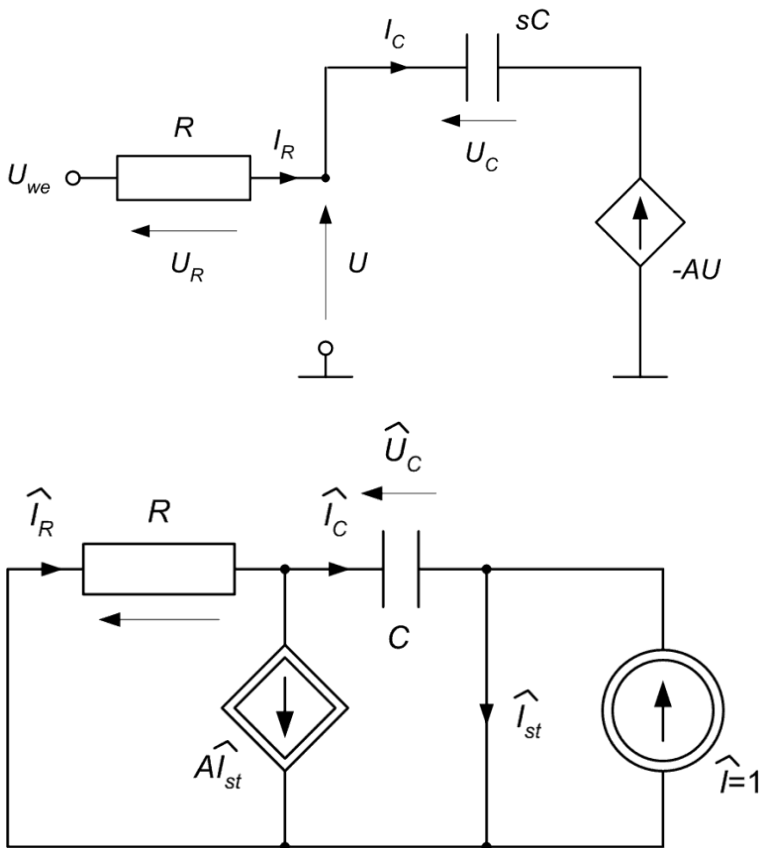 I_C
sC
R
I_R
U_C
U_we
U_R
U
-AU
Û_C
Î_R
R
Î_C
C
Î_st
AÎ_st
Î=1